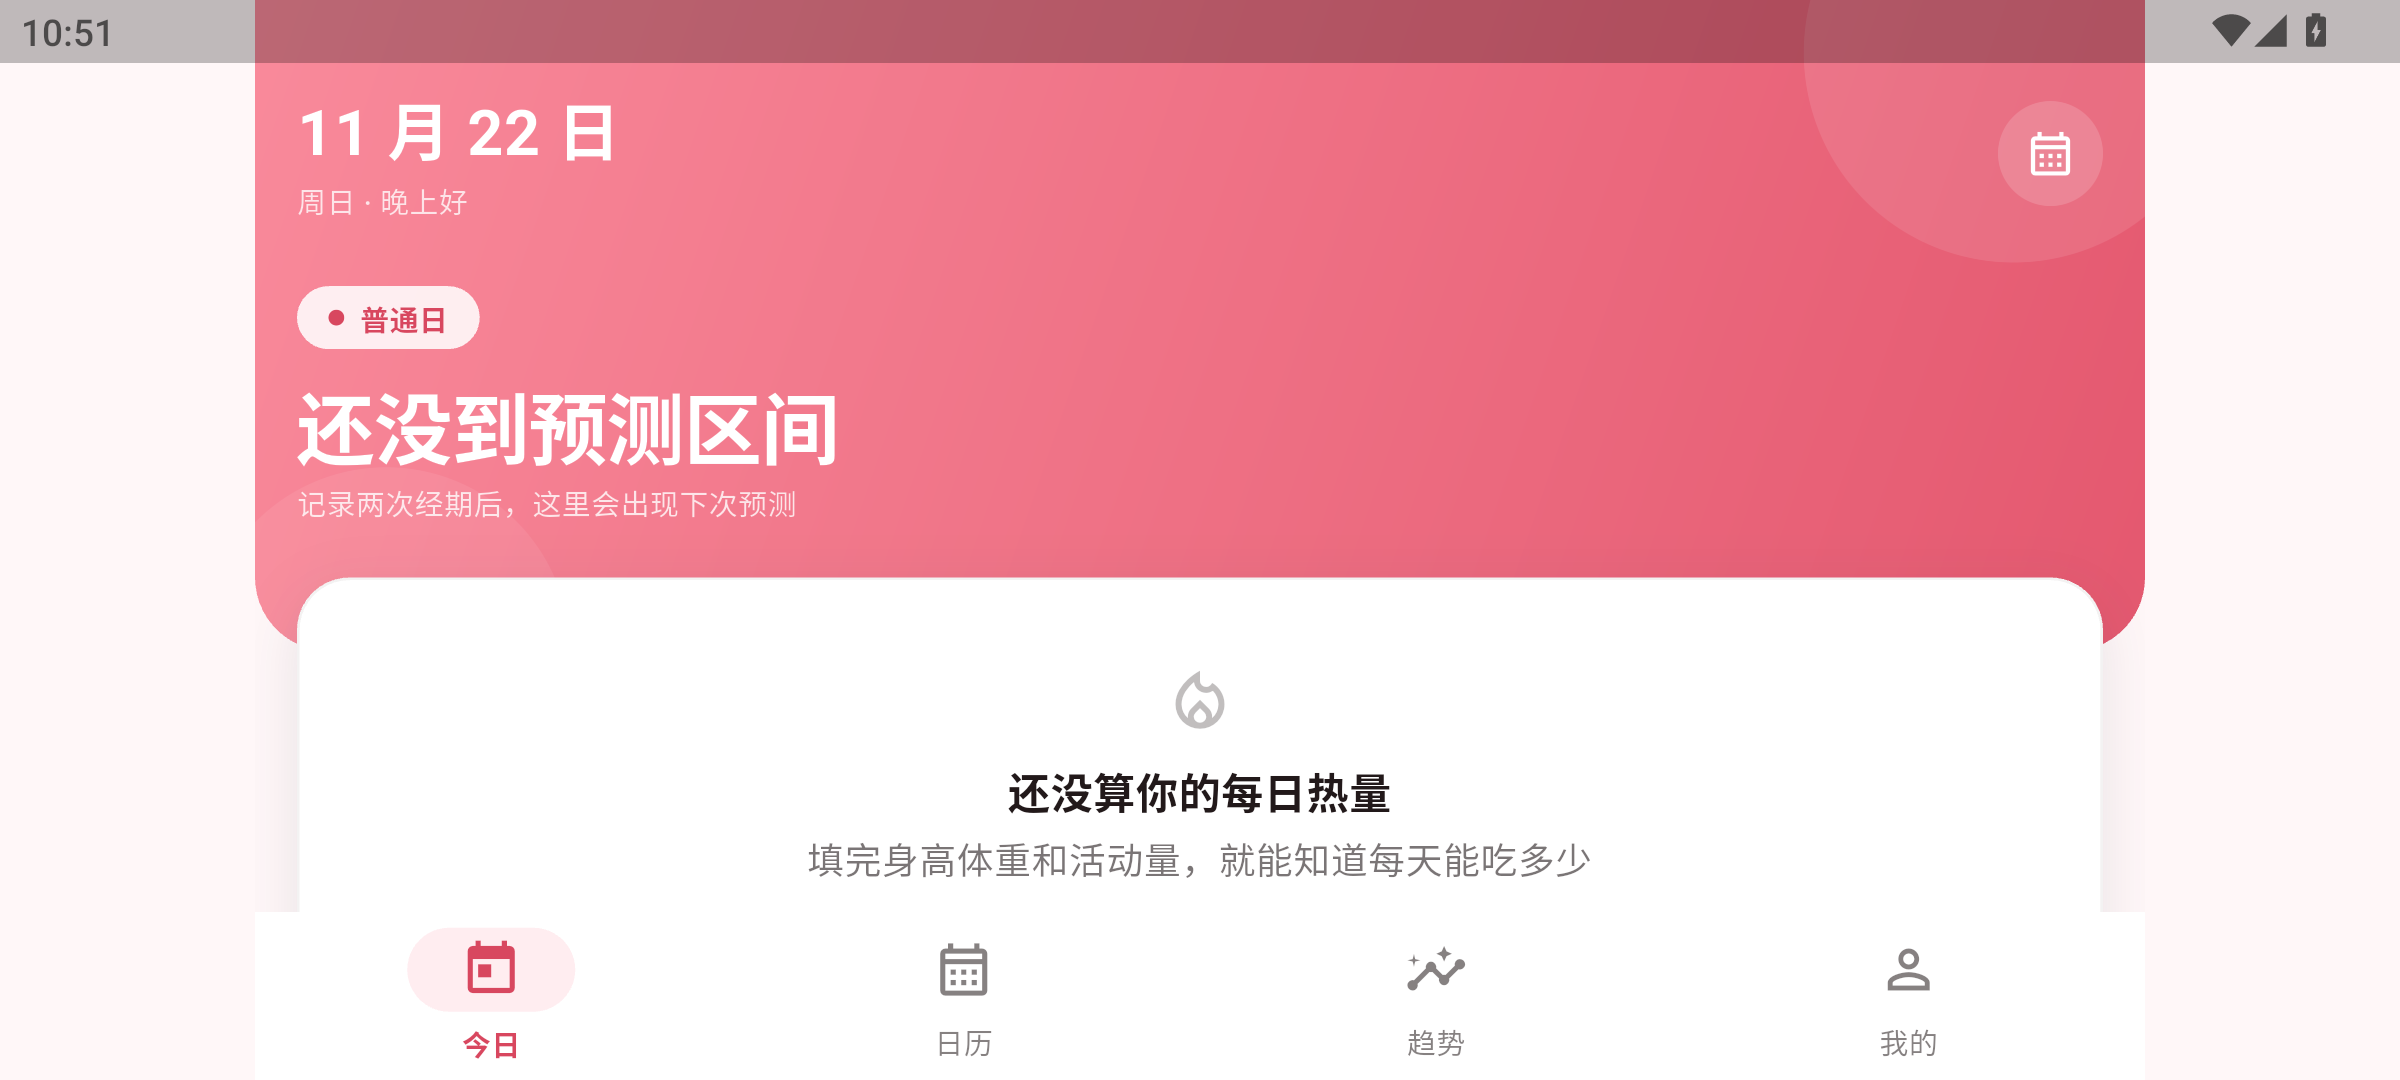 10:51
11 月 22 日
周日 · 晚上好
普通日
还没到预测区间
记录两次经期后，这里会出现下次预测
还没算你的每日热量
填完身高体重和活动量，就能知道每天能吃多少
今日
日历
趋势
我的